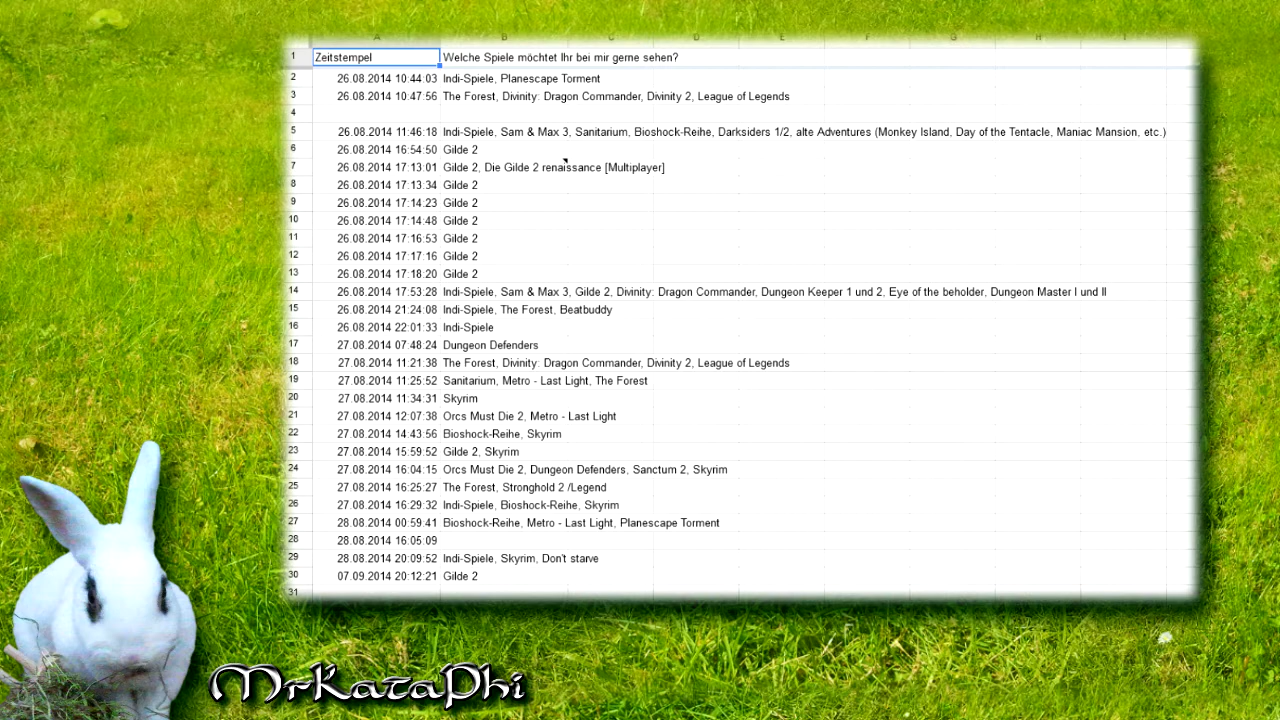 1 Zeitstempel Welche Spiele möchtet Ihr bei mir gerne sehen?
2 26.08.2014 10:44:03 Indi-Spiele, Planescape Torment
3 26.08.2014 10:47:56 The Forest, Divinity: Dragon Commander, Divinity 2, League of Legends
4
5 26.08.2014 11:46:18 Indi-Spiele, Sam & Max 3, Sanitarium, Bioshock-Reihe, Darksiders 1/2, alte Adventures (Monkey Island, Day of the Tentacle, Maniac Mansion, etc.)
6 26.08.2014 16:54:50 Gilde 2
7 26.08.2014 17:13:01 Gilde 2, Die Gilde 2 renaissance [Multiplayer]
8 26.08.2014 17:13:34 Gilde 2
9 26.08.2014 17:14:23 Gilde 2
10 26.08.2014 17:14:48 Gilde 2
11 26.08.2014 17:16:53 Gilde 2
12 26.08.2014 17:17:16 Gilde 2
13 26.08.2014 17:18:20 Gilde 2
14 26.08.2014 17:53:28 Indi-Spiele, Sam & Max 3, Gilde 2, Divinity: Dragon Commander, Dungeon Keeper 1 und 2, Eye of the beholder, Dungeon Master I und II
15 26.08.2014 21:24:08 Indi-Spiele, The Forest, Beatbuddy
16 26.08.2014 22:01:33 Indi-Spiele
17 27.08.2014 07:48:24 Dungeon Defenders
18 27.08.2014 11:21:38 The Forest, Divinity: Dragon Commander, Divinity 2, League of Legends
19 27.08.2014 11:25:52 Sanitarium, Metro - Last Light, The Forest
20 27.08.2014 11:34:31 Skyrim
21 27.08.2014 12:07:38 Orcs Must Die 2, Metro - Last Light
22 27.08.2014 14:43:56 Bioshock-Reihe, Skyrim
23 27.08.2014 15:59:52 Gilde 2, Skyrim
24 27.08.2014 16:04:15 Orcs Must Die 2, Dungeon Defenders, Sanctum 2, Skyrim
25 27.08.2014 16:25:27 The Forest, Stronghold 2 /Legend
26 27.08.2014 16:29:32 Indi-Spiele, Bioshock-Reihe, Skyrim
27 28.08.2014 00:59:41 Bioshock-Reihe, Metro - Last Light, Planescape Torment
28 28.08.2014 16:05:09
29 28.08.2014 20:09:52 Indi-Spiele, Skyrim, Don't starve
30 07.09.2014 20:12:21 Gilde 2
31
MrKataPhi